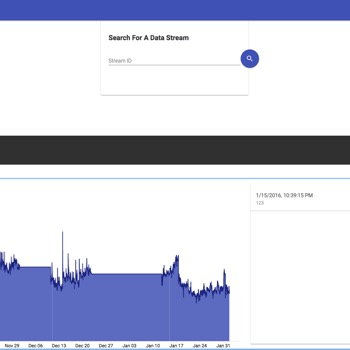 Search For A Data Stream
Stream ID
1/15/2016, 10:39:15 PM
123
Nov 29 Dec 06 Dec 13 Dec 20 Dec 27 Jan 03 Jan 10 Jan 17 Jan 24 Jan 31